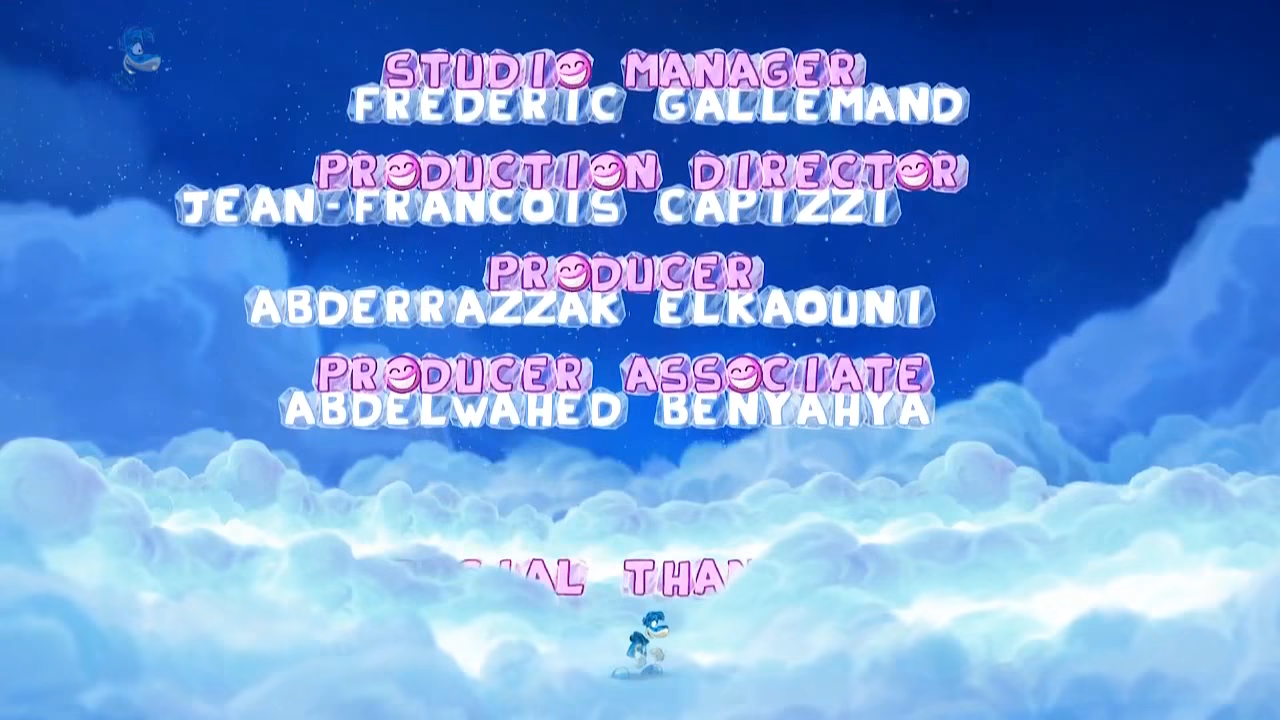 STUDIO MANAGER
FREDERIC GALLEMAND
PRODUCTION DIRECTOR
JEAN-FRANCOIS CAPIZZI
PRODUCER
ABDERRAZZAK ELKAOUNI
PRODUCER ASSOCIATE
ABDELWAHED BENYAHYA